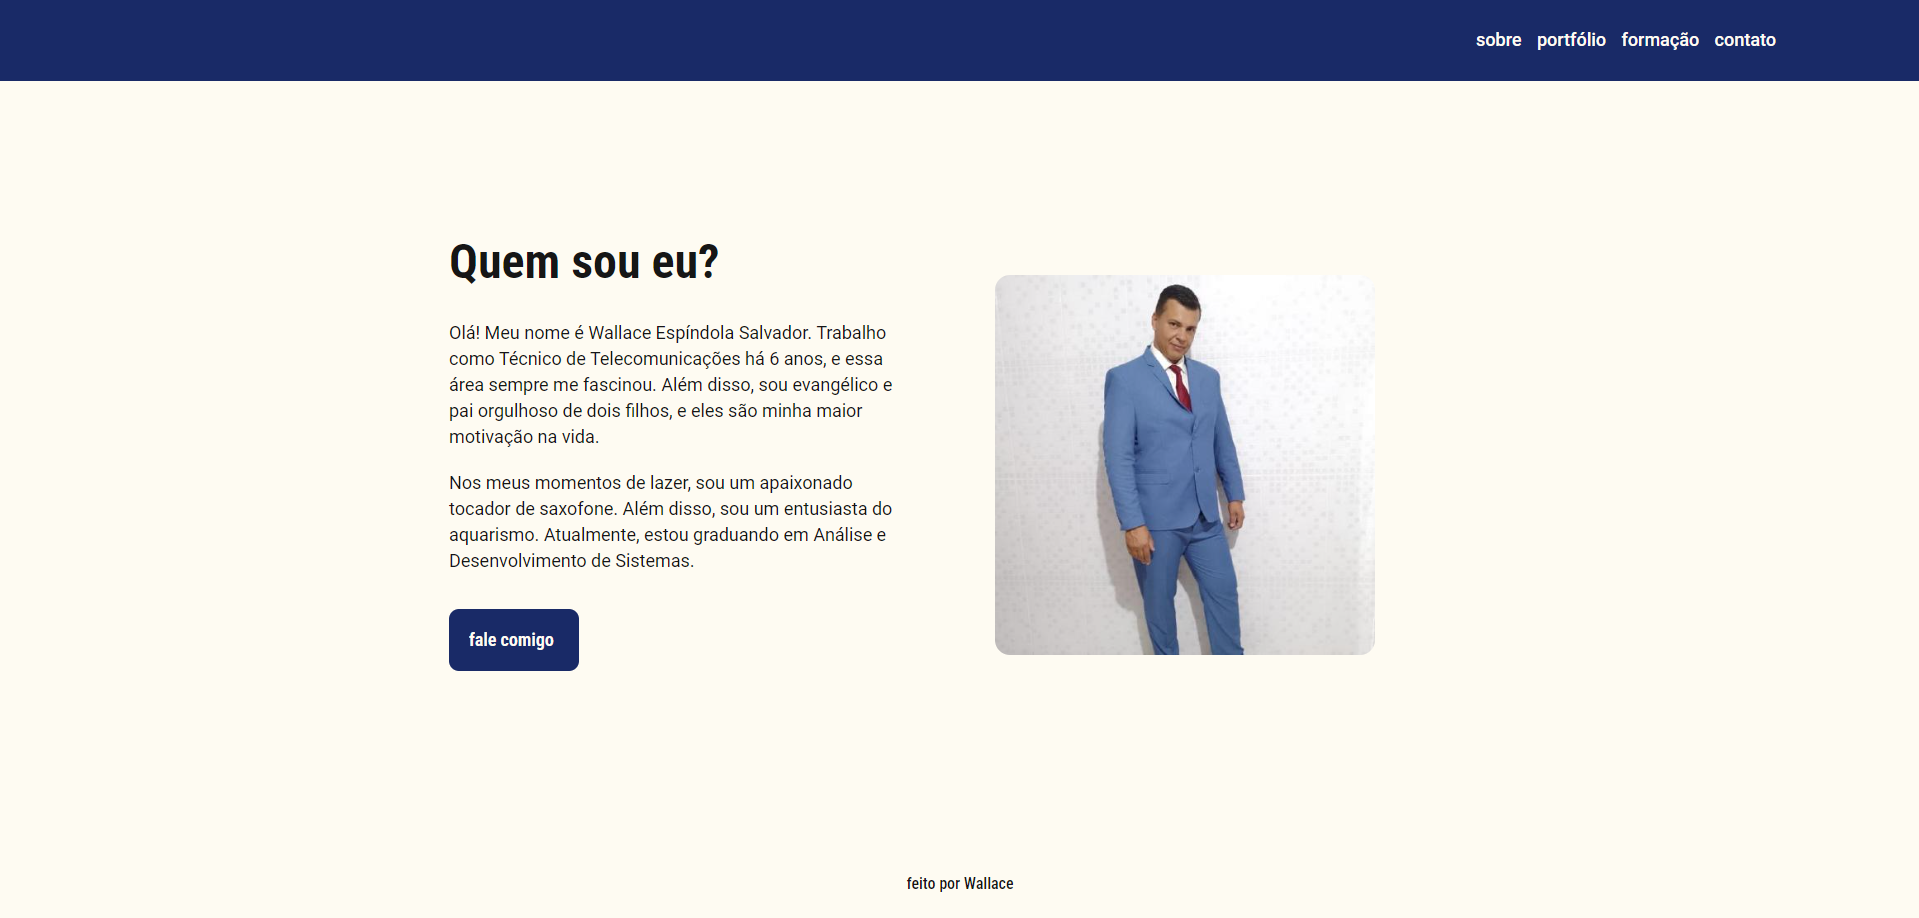 sobre portfólio formação contato
Quem sou eu?
Olá! Meu nome é Wallace Espíndola Salvador. Trabalho
como Técnico de Telecomunicações há 6 anos, e essa
área sempre me fascinou. Além disso, sou evangélico e
pai orgulhoso de dois filhos, e eles são minha maior
motivação na vida.
Nos meus momentos de lazer, sou um apaixonado
tocador de saxofone. Além disso, sou um entusiasta do
aquarismo. Atualmente, estou graduando em Análise e
Desenvolvimento de Sistemas.
fale comigo
feito por Wallace